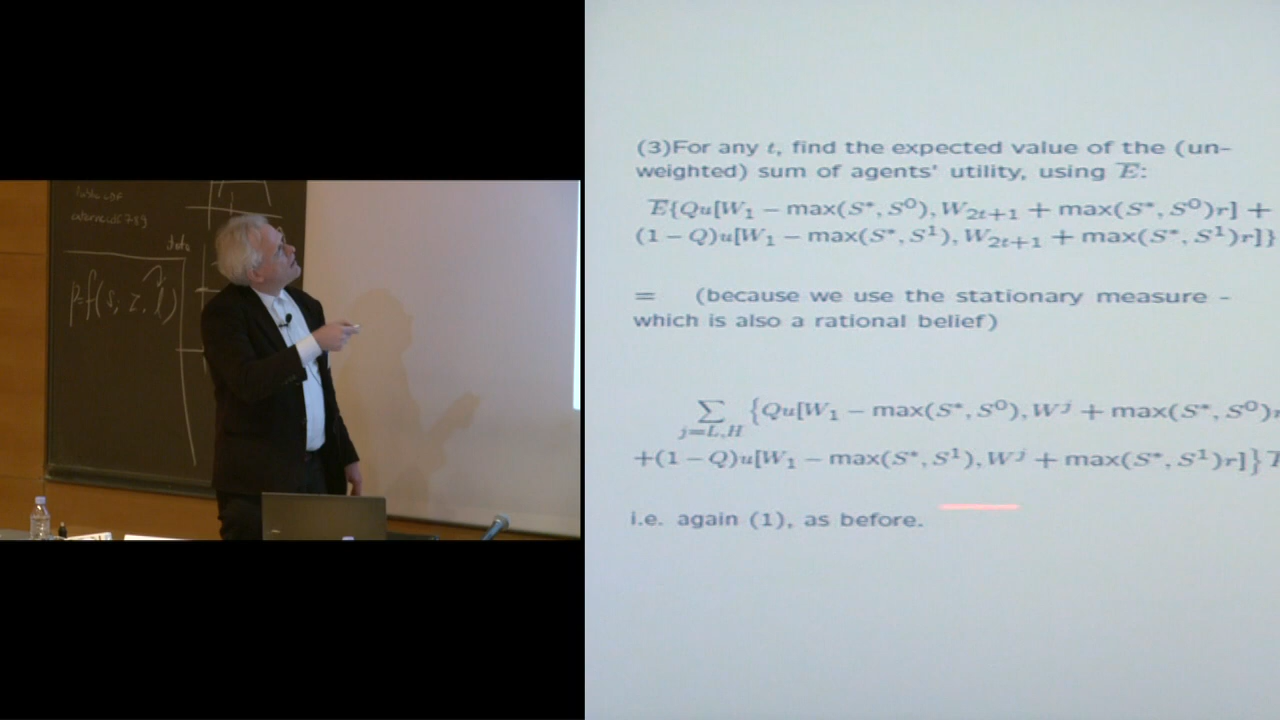 data
p=f(s, z, l)
(3)For any t, find the expected value of the (un-
weighted) sum of agents' utility, using E̅:
E̅{Qu[W₁ − max(S*, S⁰), W₂ₜ₊₁ + max(S*, S⁰)r] +
(1 − Q)u[W₁ − max(S*, S¹), W₂ₜ₊₁ + max(S*, S¹)r]}
= (because we use the stationary measure -
which is also a rational belief)
∑ {Qu[W₁ − max(S*, S⁰), Wʲ + max(S*, S⁰)r
j=L,H
+(1−Q)u[W₁ − max(S*, S¹), Wʲ + max(S*, S¹)r]}
i.e. again (1), as before.